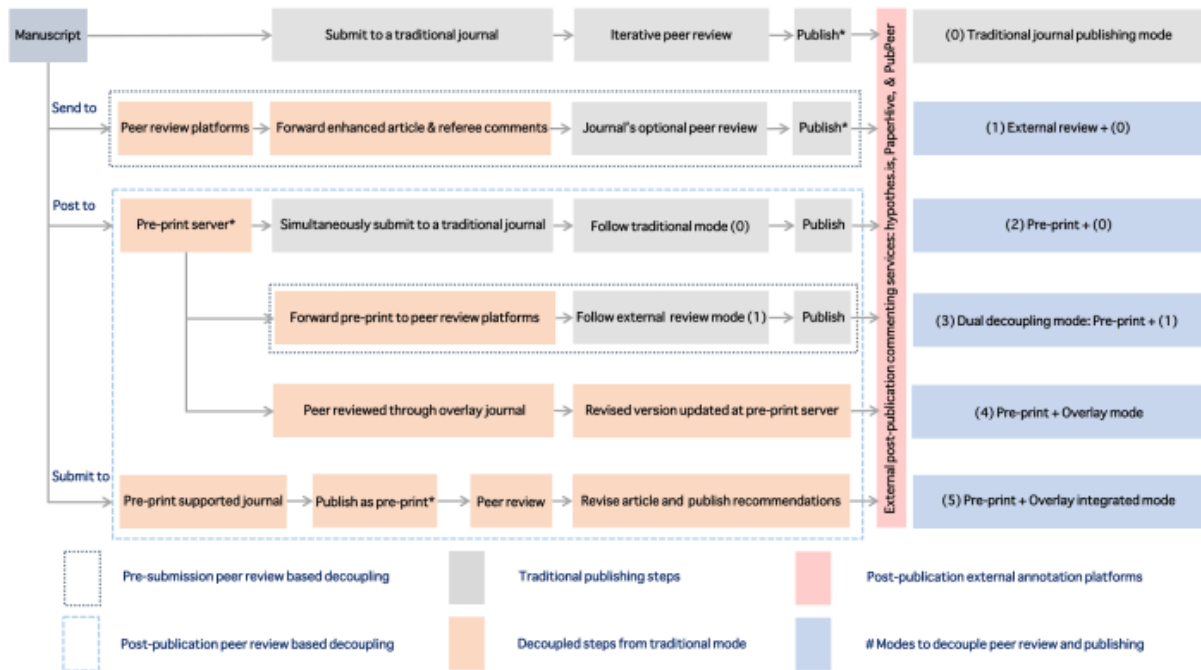 Manuscript
Submit to a traditional journal
Iterative peer review
Publish*
(0) Traditional journal publishing mode
Send to
Peer review platforms
Forward enhanced article & referee comments
Journal's optional peer review
Publish*
(1) External review + (0)
Post to
Pre-print server*
Simultaneously submit to a traditional journal
Follow traditional mode (0)
Publish
(2) Pre-print + (0)
Forward pre-print to peer review platforms
Follow external review mode (1)
Publish
(3) Dual decoupling mode: Pre-print + (1)
Peer reviewed through overlay journal
Revised version updated at pre-print server
(4) Pre-print + Overlay mode
Submit to
Pre-print supported journal
Publish as pre-print*
Peer review
Revise article and publish recommendations
(5) Pre-print + Overlay integrated mode
External post-publication commenting services: hypothes.is, PaperHive, & PubPeer
Pre-submission peer review based decoupling
Traditional publishing steps
Post-publication external annotation platforms
Post-publication peer review based decoupling
Decoupled steps from traditional mode
# Modes to decouple peer review and publishing